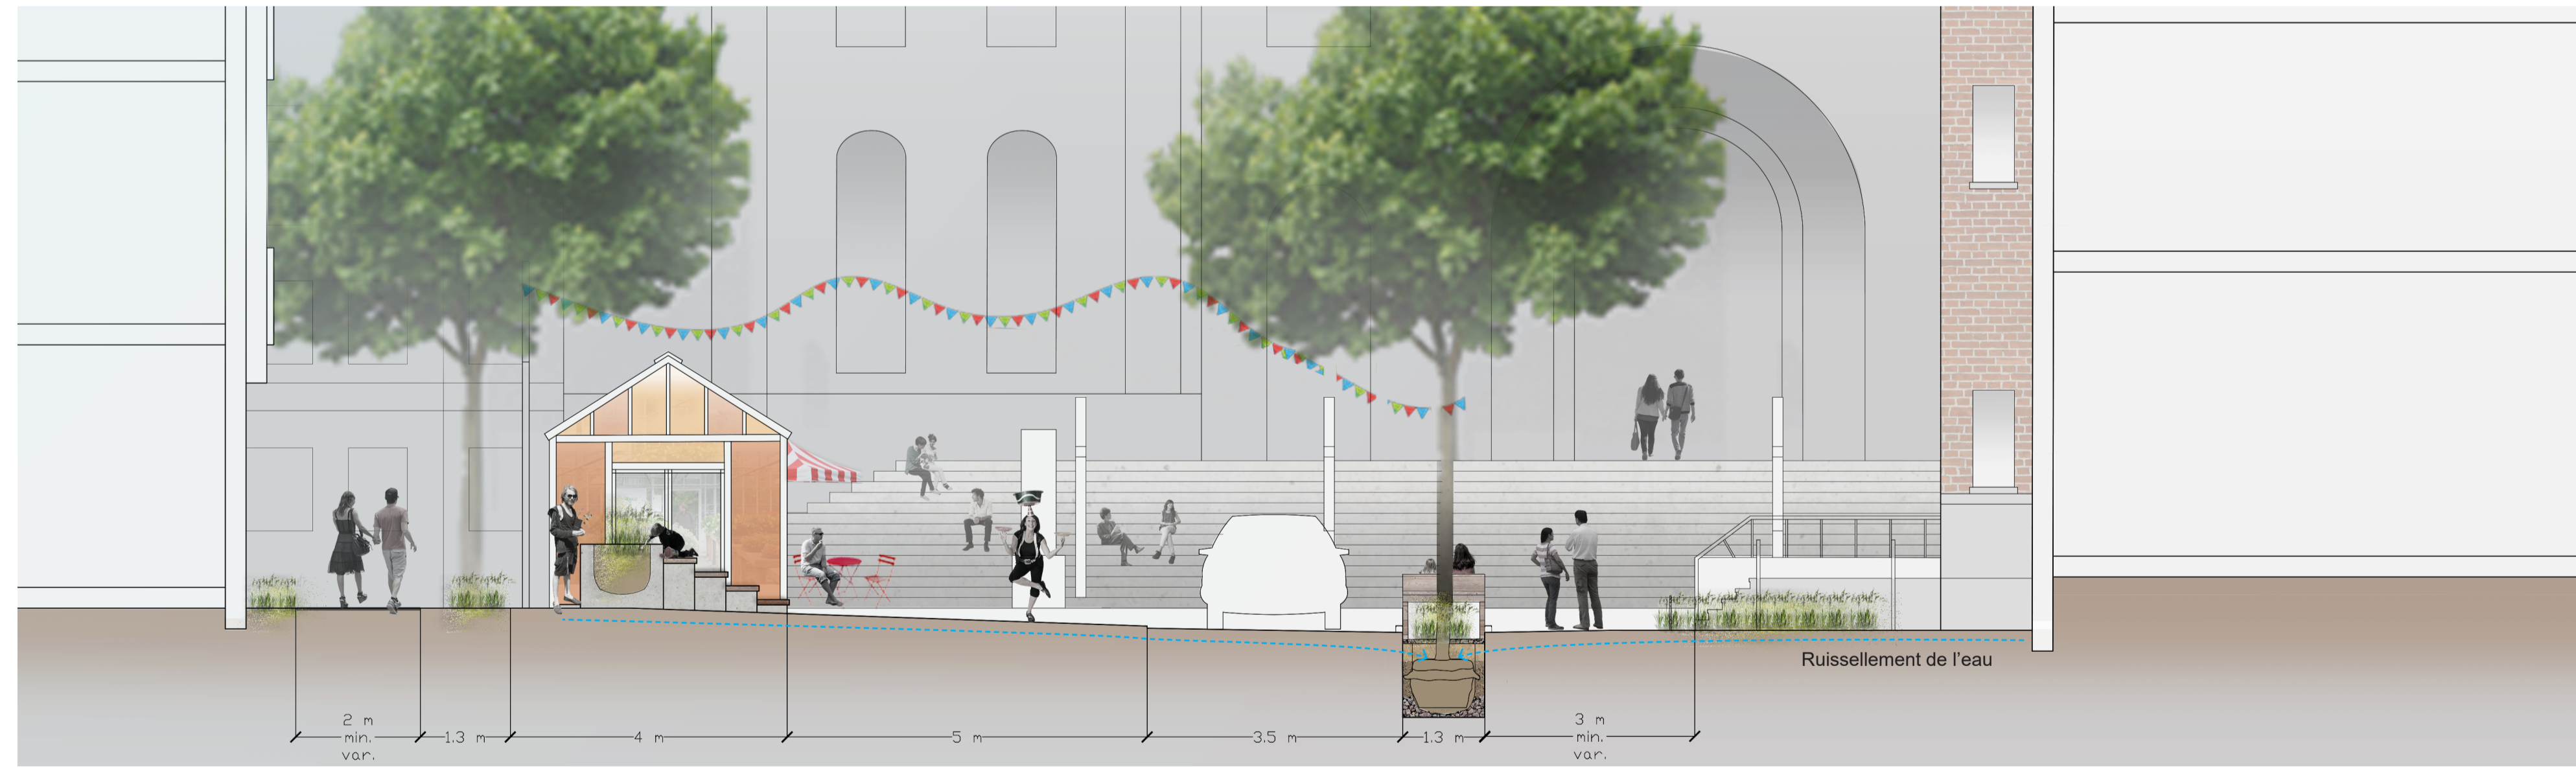 Ruissellement de l’eau
2 m
min.
var.
1.3 m
4 m
5 m
3.5 m
1.3 m
3 m
min.
var.